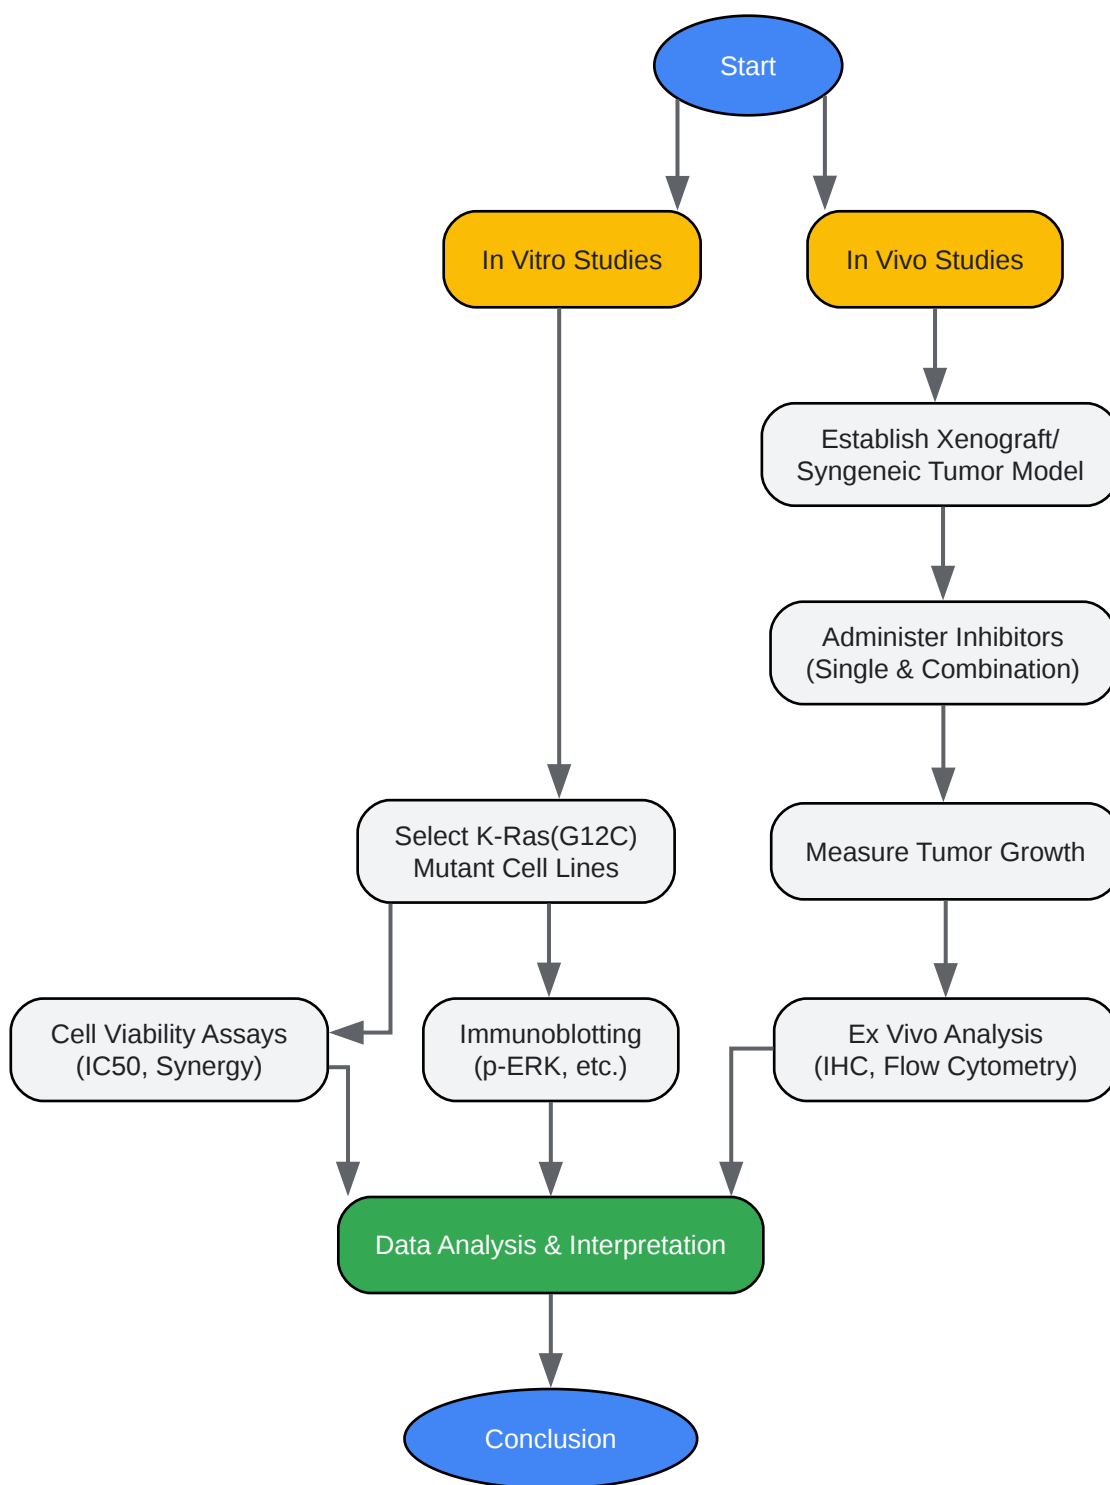 Start
In Vitro Studies
In Vivo Studies
Establish Xenograft/
Syngeneic Tumor Model
Administer Inhibitors
(Single & Combination)
Select K-Ras(G12C)
Mutant Cell Lines
Measure Tumor Growth
Cell Viability Assays
(IC50, Synergy)
Immunoblotting
(p-ERK, etc.)
Ex Vivo Analysis
(IHC, Flow Cytometry)
Data Analysis & Interpretation
Conclusion